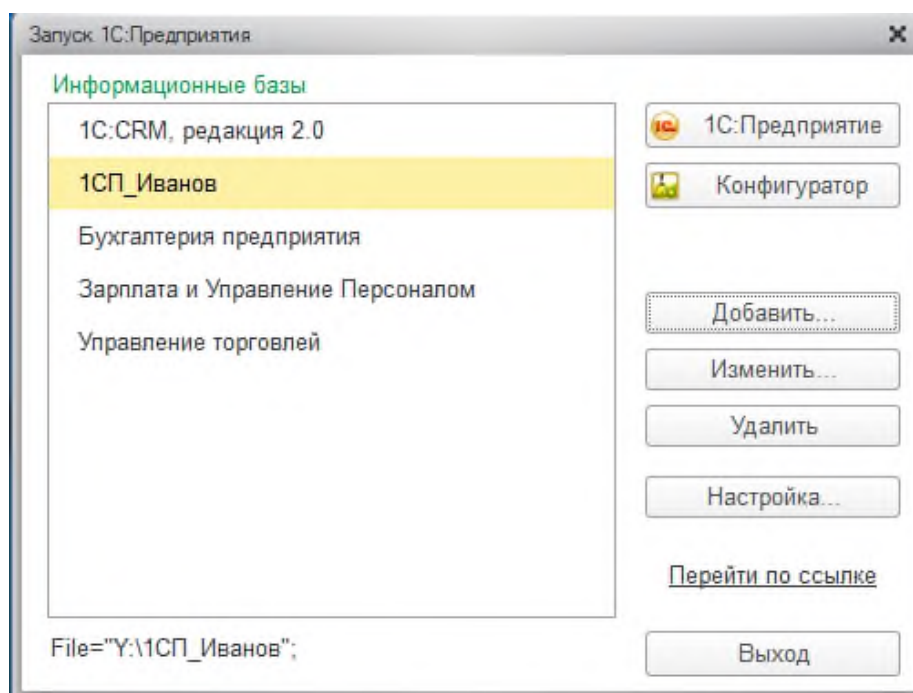 Запуск 1С:Предприятия
Информационные базы
1С:CRM, редакция 2.0
1СП_Иванов
Бухгалтерия предприятия
Зарплата и Управление Персоналом
Управление торговлей
File="Y:\1СП_Иванов";
1С:Предприятие
Конфигуратор
Добавить...
Изменить...
Удалить
Настройка...
Перейти по ссылке
Выход